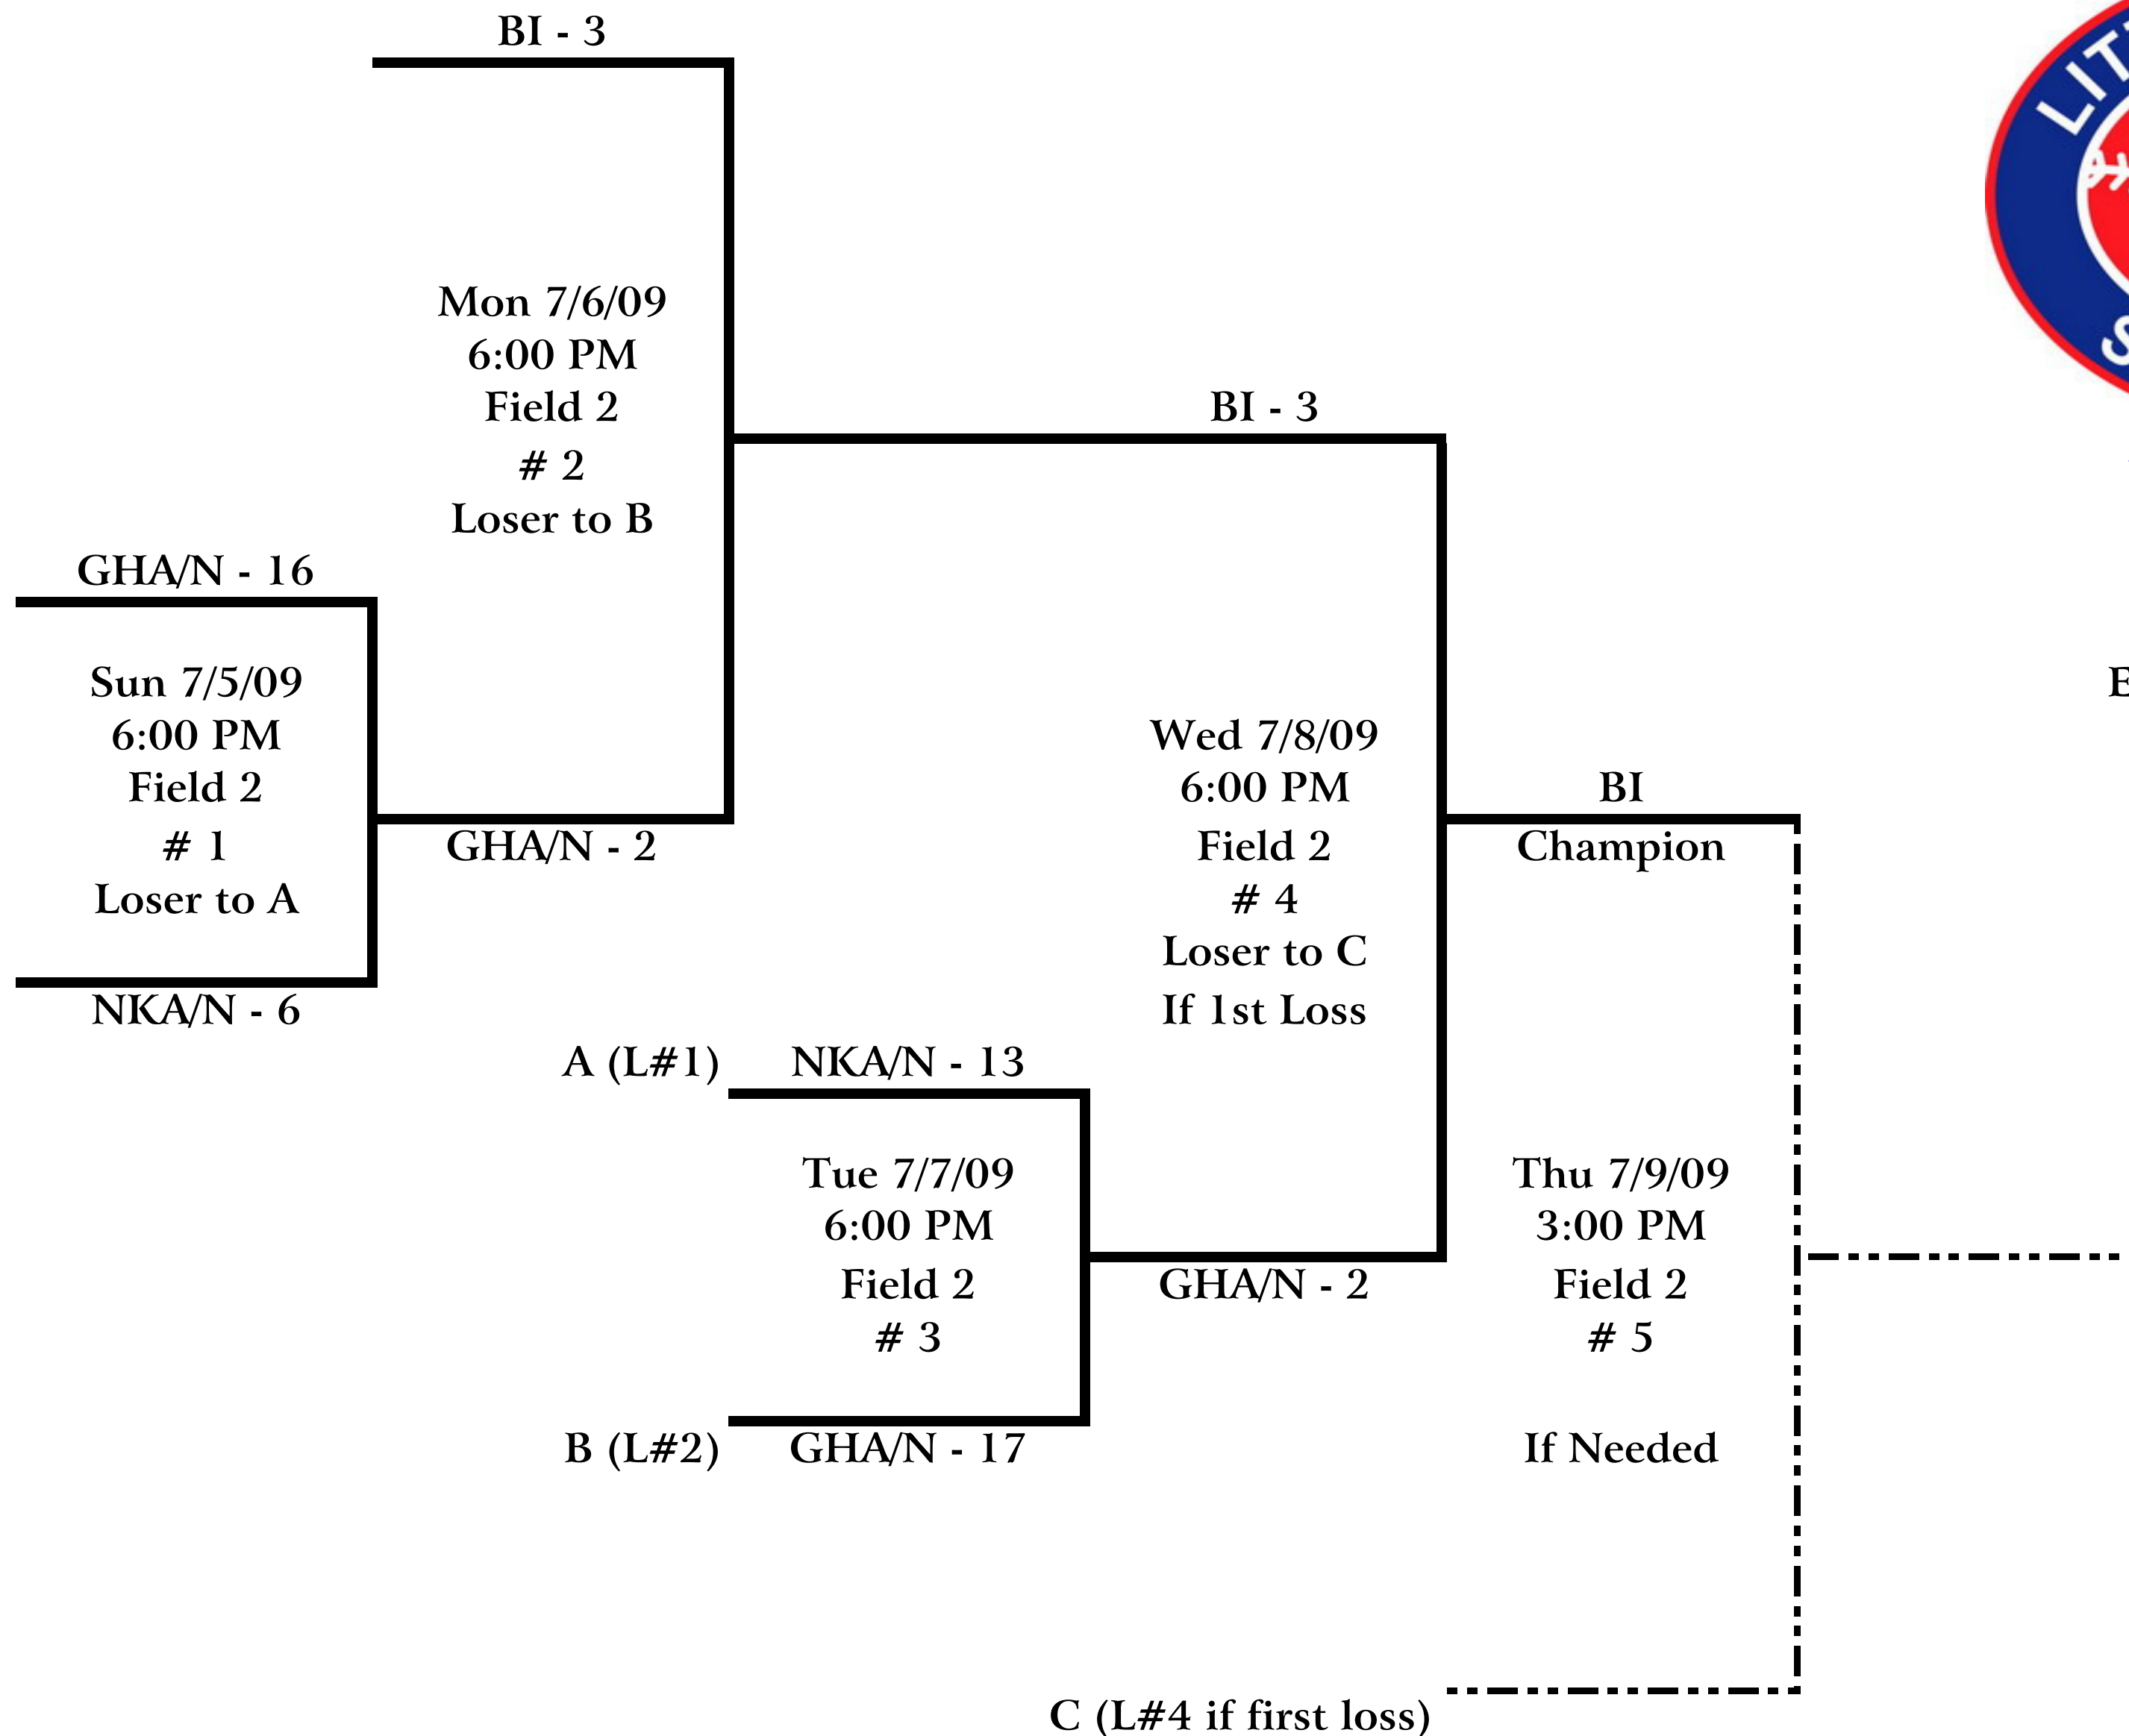 BI - 3
Mon 7/6/09
6:00 PM
Field 2
# 2
Loser to B
BI - 3
GHA/N - 16
Sun 7/5/09
6:00 PM
Field 2
# 1
Loser to A
NKA/N - 6
GHA/N - 2
Wed 7/8/09
6:00 PM
Field 2
# 4
Loser to C
If 1st Loss
BI
Champion
A (L#1)
NKA/N - 13
Tue 7/7/09
6:00 PM
Field 2
# 3
B (L#2)
GHA/N - 17
GHA/N - 2
Thu 7/9/09
3:00 PM
Field 2
# 5
If Needed
C (L#4 if first loss)